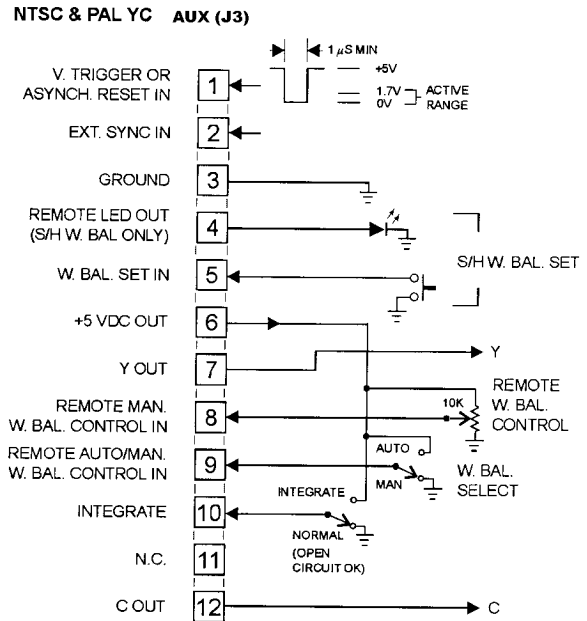 NTSC & PAL YC AUX (J3)
1 µS MIN
+5V
1.7V
0V
ACTIVE
RANGE
V. TRIGGER OR
ASYNCH. RESET IN
1
EXT. SYNC IN
2
GROUND
3
REMOTE LED OUT
(S/H W. BAL ONLY)
4
S/H W. BAL. SET
W. BAL. SET IN
5
+5 VDC OUT
6
Y OUT
7
Y
REMOTE MAN.
W. BAL. CONTROL IN
8
10K
REMOTE
W. BAL.
CONTROL
REMOTE AUTO/MAN.
W. BAL. CONTROL IN
9
AUTO
MAN
W. BAL.
SELECT
INTEGRATE
10
INTEGRATE
NORMAL
(OPEN
CIRCUIT OK)
N.C.
11
C OUT
12
C